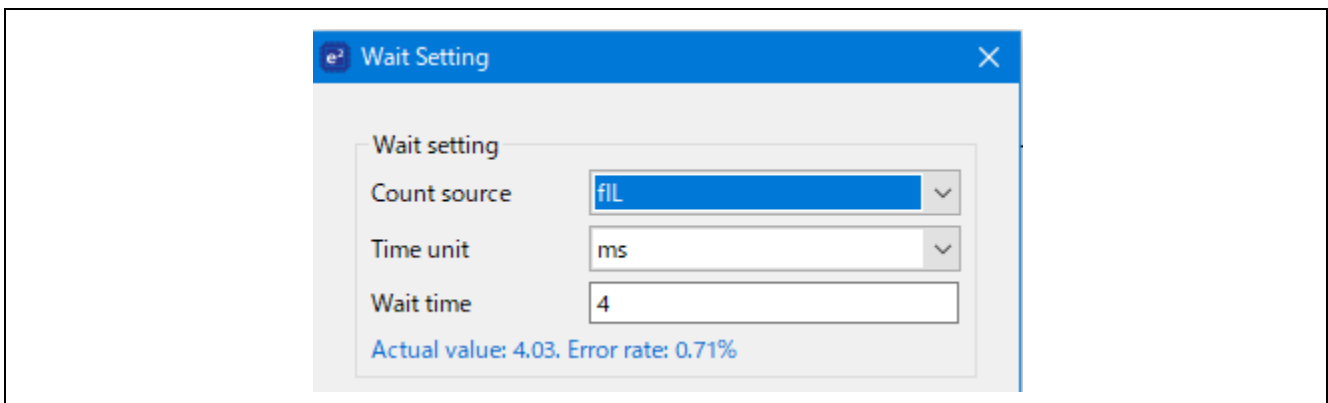 e² Wait Setting
Wait setting
Count source fIL
Time unit ms
Wait time 4
Actual value: 4.03. Error rate: 0.71%